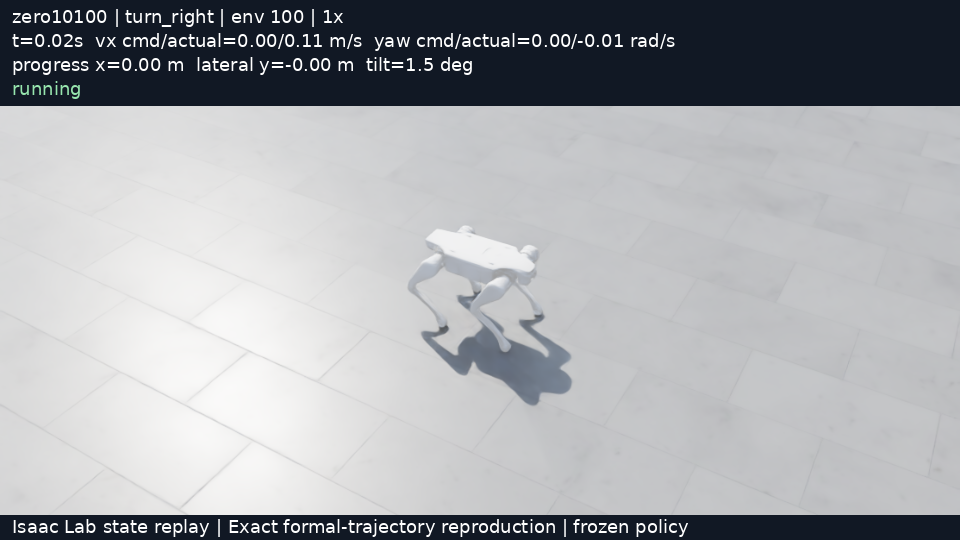 zero10100 | turn_right | env 100 | 1x
t=0.02s  vx cmd/actual=0.00/0.11 m/s  yaw cmd/actual=0.00/-0.01 rad/s
progress x=0.00 m  lateral y=-0.00 m  tilt=1.5 deg
running
Isaac Lab state replay | Exact formal-trajectory reproduction | frozen policy